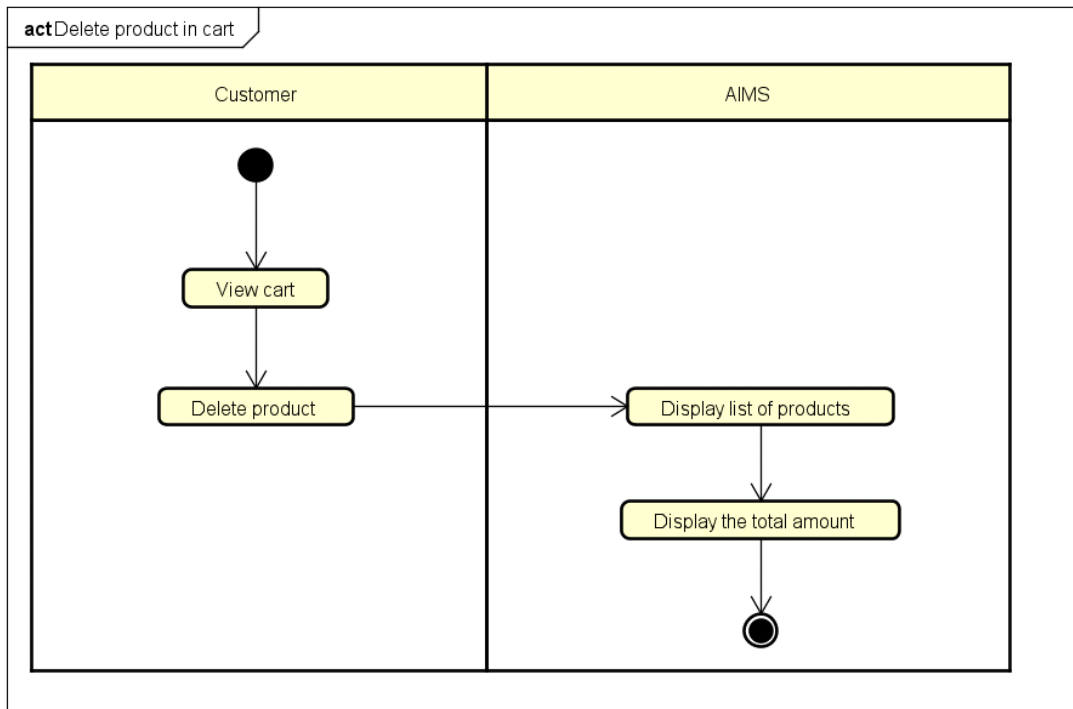 act Delete product in cart
Customer
AIMS
View cart
Delete product
Display list of products
Display the total amount